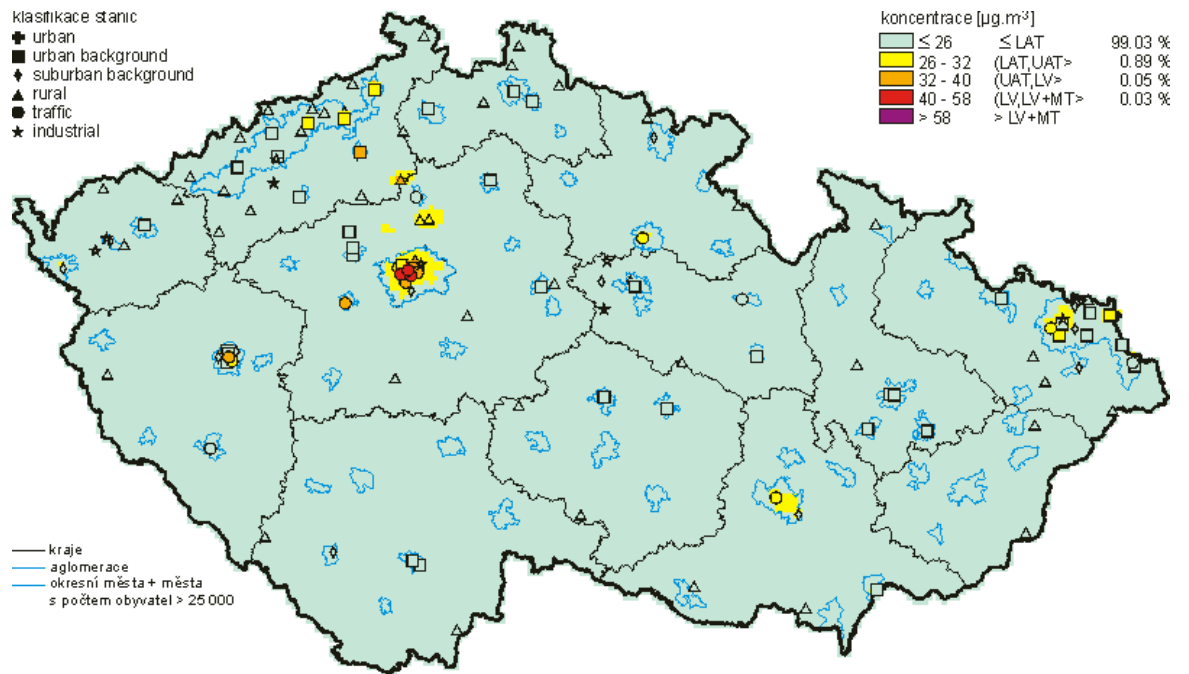 klasifikace stanic
urban
urban background
suburban background
rural
traffic
industrial
koncentrace [µg.m-3]
≤ 26 ≤ LAT 99.03 %
26 - 32 (LAT,UAT> 0.89 %
32 - 40 (UAT,LV> 0.05 %
40 - 58 (LV,LV+MT> 0.03 %
> 58 > LV+MT
kraje
aglomerace
okresní města + města
s počtem obyvatel > 25 000